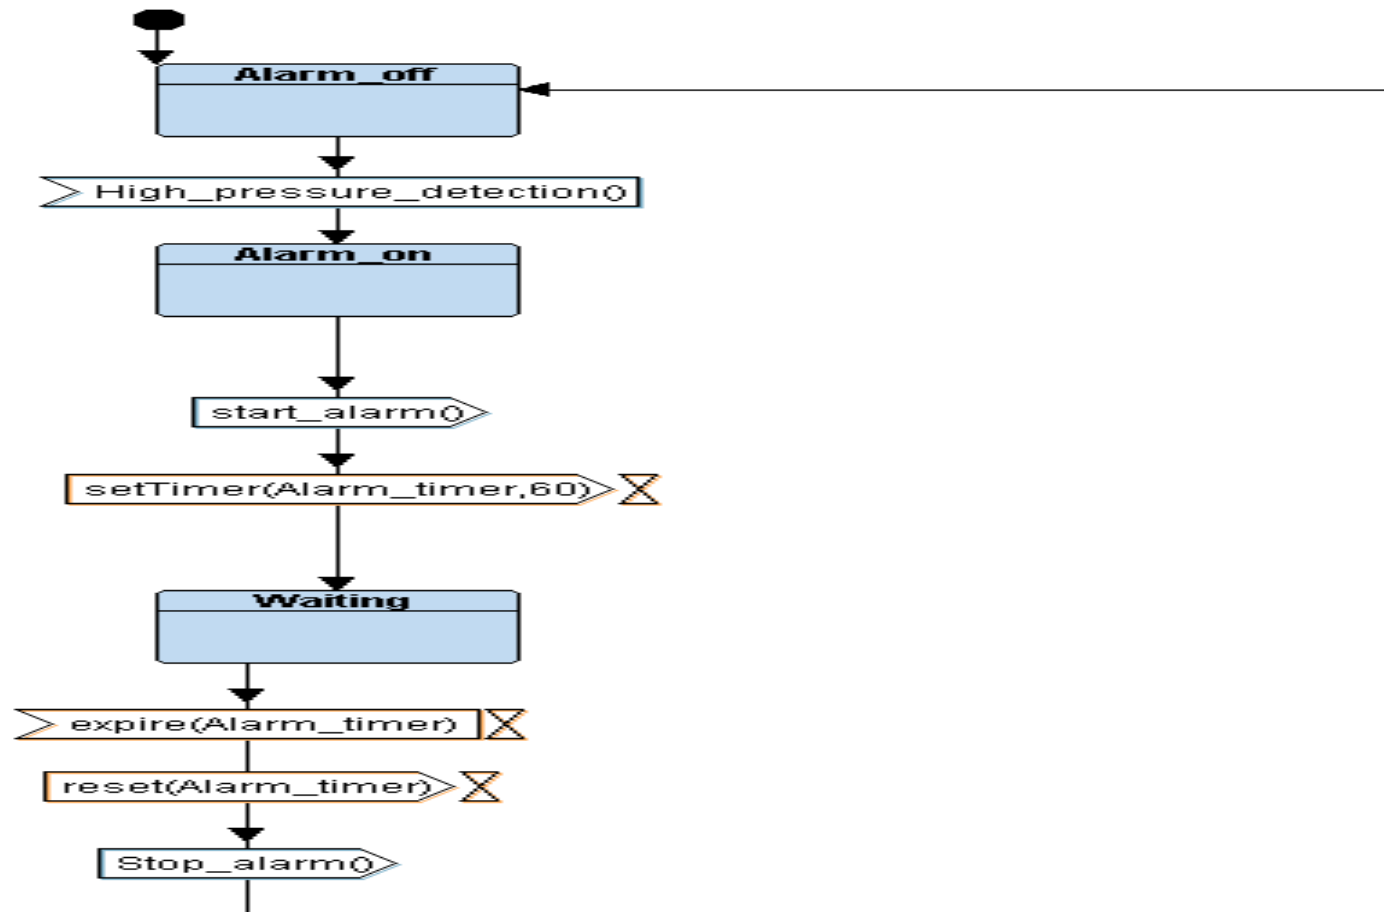 Alarm_off
High_pressure_detection()
Alarm_on
start_alarm()
setTimer(Alarm_timer,60)
Waiting
expire(Alarm_timer)
reset(Alarm_timer)
Stop_alarm()